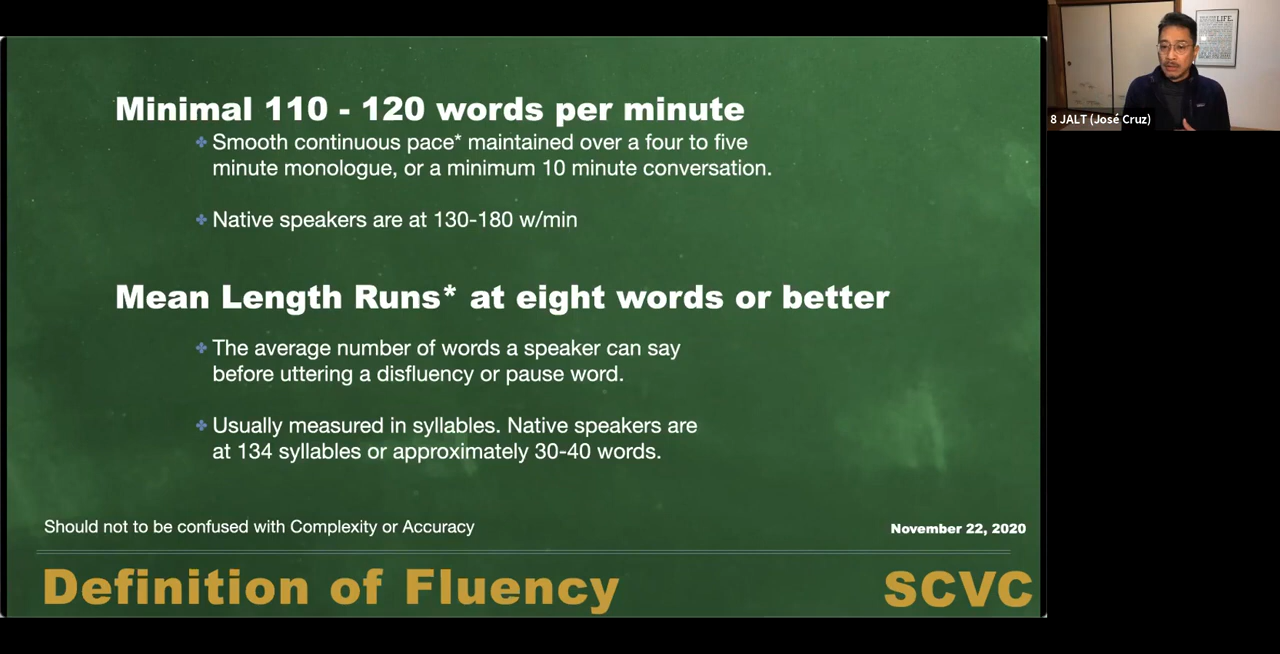 Minimal 110 - 120 words per minute
Smooth continuous pace* maintained over a four to five
minute monologue, or a minimum 10 minute conversation.
Native speakers are at 130-180 w/min
Mean Length Runs* at eight words or better
The average number of words a speaker can say
before uttering a disfluency or pause word.
Usually measured in syllables. Native speakers are
at 134 syllables or approximately 30-40 words.
Should not to be confused with Complexity or Accuracy
November 22, 2020
Definition of Fluency
SCVC
LIFE.
8 JALT (José Cruz)